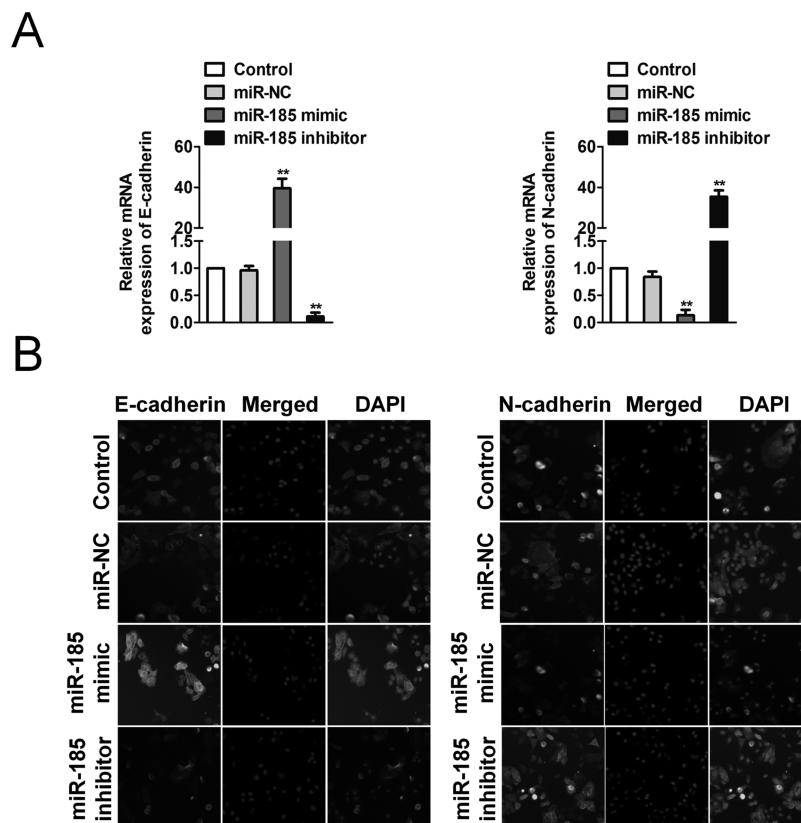 A
Control
miR-NC
miR-185 mimic
miR-185 inhibitor
Relative mRNA
expression of E-cadherin
60
40
20
1.5
1.0
0.5
0.0
**
**
Control
miR-NC
miR-185 mimic
miR-185 inhibitor
Relative mRNA
expression of N-cadherin
60
40
20
1.5
1.0
0.5
0.0
**
**
B
E-cadherin Merged DAPI
Control
miR-NC
miR-185
mimic
miR-185
inhibitor
N-cadherin Merged DAPI
Control
miR-NC
miR-185
mimic
miR-185
inhibitor